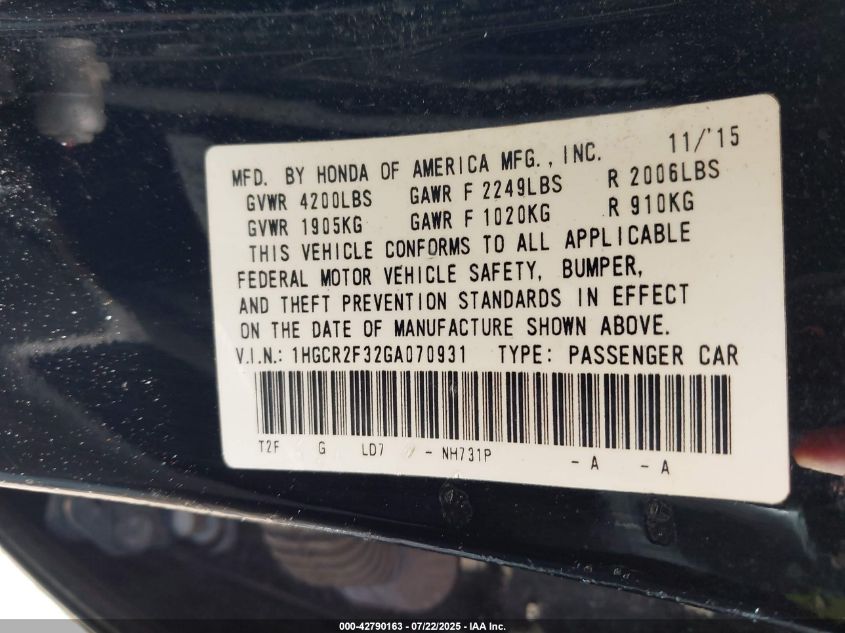 MFD. BY HONDA OF AMERICA MFG., INC. 11/'15
GVWR 4200LBS GAWR F 2249LBS R 2006LBS
GVWR 1905KG GAWR F 1020KG R 910KG
THIS VEHICLE CONFORMS TO ALL APPLICABLE
FEDERAL MOTOR VEHICLE SAFETY, BUMPER,
AND THEFT PREVENTION STANDARDS IN EFFECT
ON THE DATE OF MANUFACTURE SHOWN ABOVE.
V.I.N.: 1HGCR2F32GA070931 TYPE: PASSENGER CAR
T2F G LD7 - NH731P - A - A
000-42790163 - 07/22/2025 - IAA Inc.